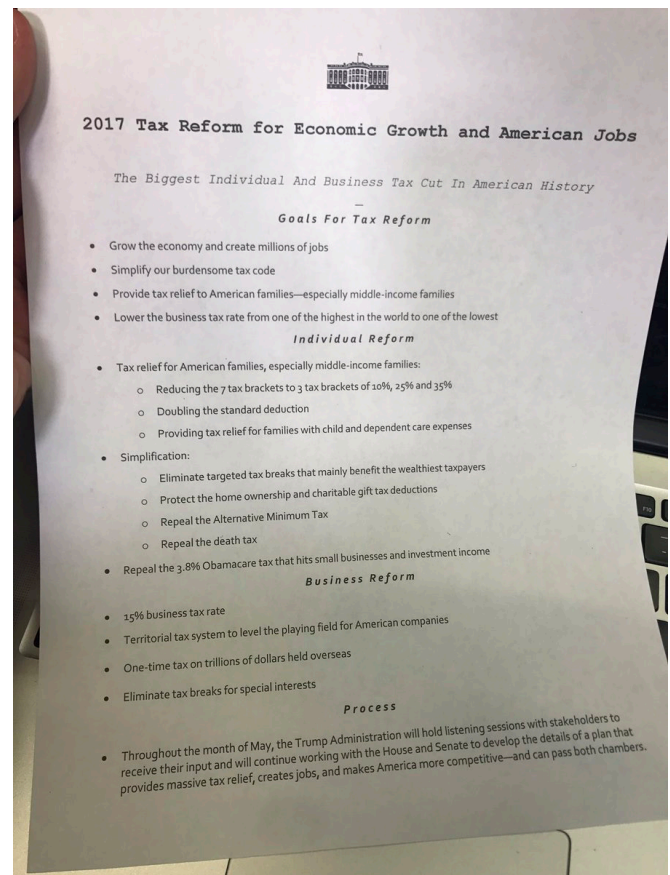 2017 Tax Reform for Economic Growth and American Jobs
The Biggest Individual And Business Tax Cut In American History
–
Goals For Tax Reform
• Grow the economy and create millions of jobs
• Simplify our burdensome tax code
• Provide tax relief to American families—especially middle-income families
• Lower the business tax rate from one of the highest in the world to one of the lowest
Individual Reform
• Tax relief for American families, especially middle-income families:
o Reducing the 7 tax brackets to 3 tax brackets of 10%, 25% and 35%
o Doubling the standard deduction
o Providing tax relief for families with child and dependent care expenses
• Simplification:
o Eliminate targeted tax breaks that mainly benefit the wealthiest taxpayers
o Protect the home ownership and charitable gift tax deductions
o Repeal the Alternative Minimum Tax
o Repeal the death tax
• Repeal the 3.8% Obamacare tax that hits small businesses and investment income
Business Reform
• 15% business tax rate
• Territorial tax system to level the playing field for American companies
• One-time tax on trillions of dollars held overseas
• Eliminate tax breaks for special interests
Process
• Throughout the month of May, the Trump Administration will hold listening sessions with stakeholders to
receive their input and will continue working with the House and Senate to develop the details of a plan that
provides massive tax relief, creates jobs, and makes America more competitive—and can pass both chambers.
F10